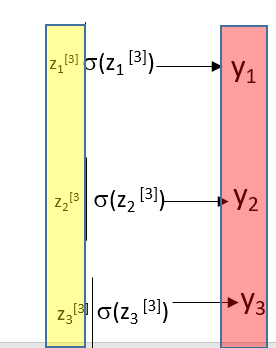 z₁[3] σ(z₁ [3]) y₁
z₂[3 σ(z₂ [3]) y₂
z₃[3] σ(z₃ [3]) y₃